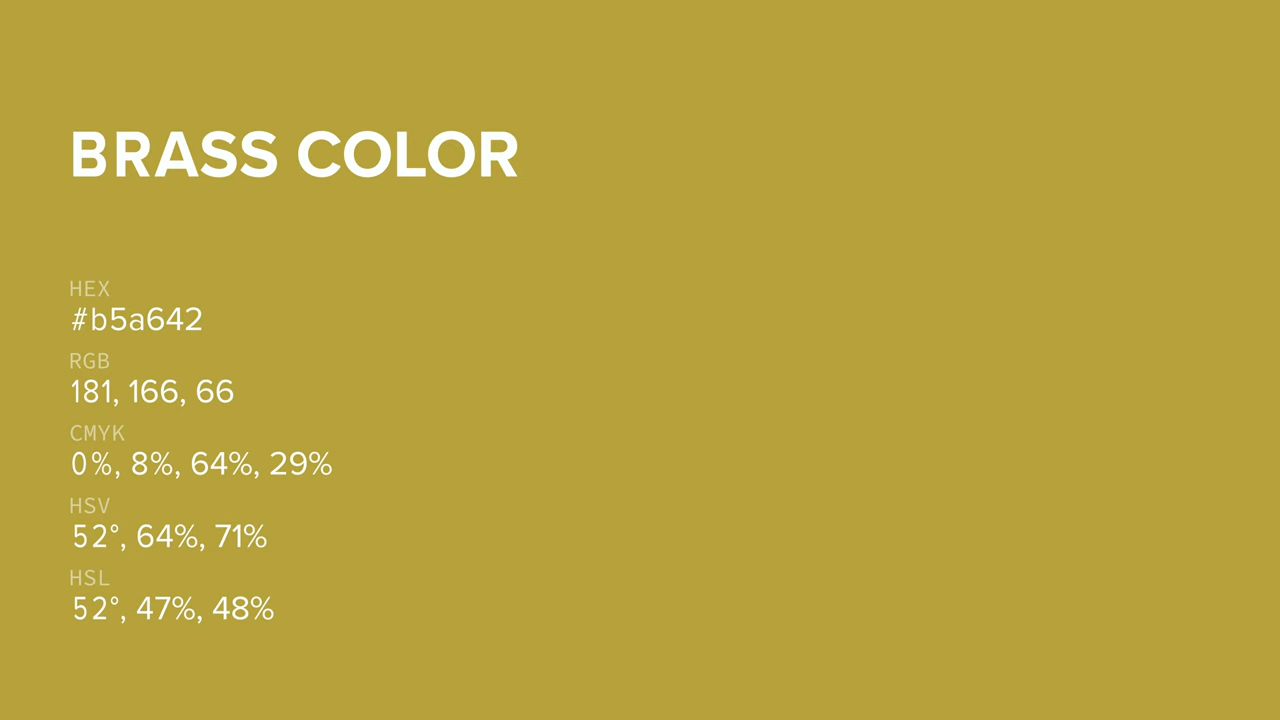 BRASS COLOR
HEX
#b5a642
RGB
181, 166, 66
CMYK
0%, 8%, 64%, 29%
HSV
52°, 64%, 71%
HSL
52°, 47%, 48%